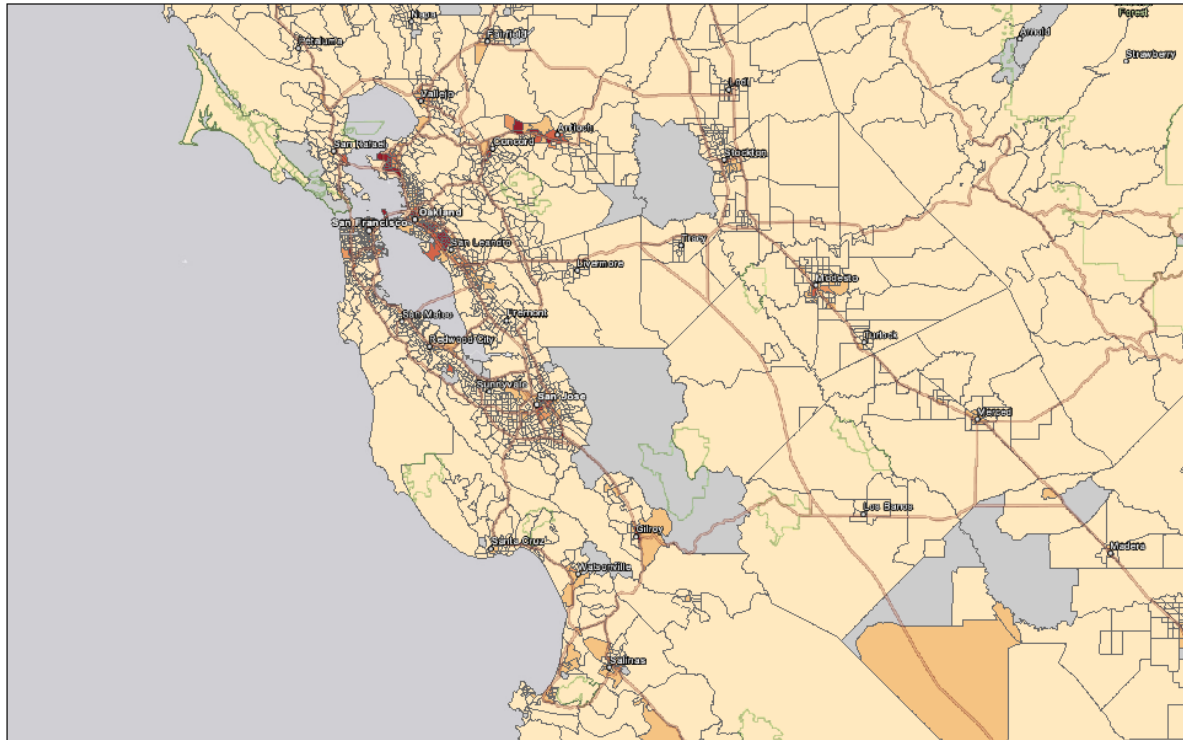 Forest
Napa
Petaluma
Fairfield
Arnold
Strawberry
Lodi
Vallejo
Antioch
San Rafael
Concord
Stockton
Oakland
San Francisco
San Leandro
Tracy
Livermore
Modesto
Fremont
San Mateo
Turlock
Redwood City
Sunnyvale
San Jose
Merced
Los Banos
Gilroy
Santa Cruz
Madera
Watsonville
Salinas